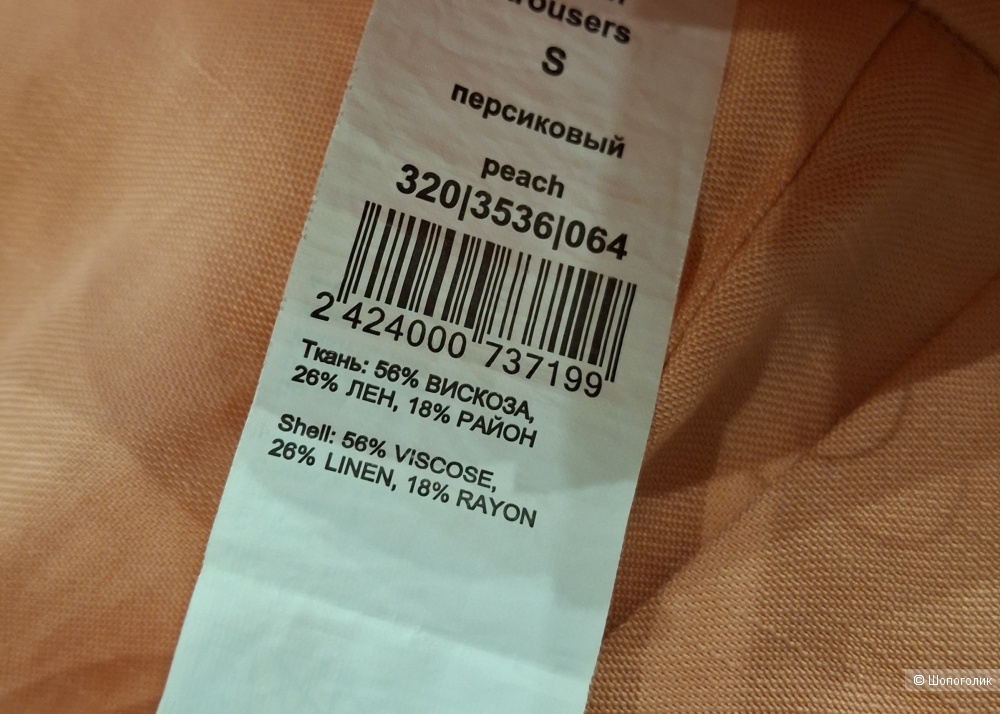 trousers
S
персиковый
peach
320|3536|064
2 424000 737199
Ткань: 56% ВИСКОЗА,
26% ЛЕН, 18% РАЙОН
Shell: 56% VISCOSE,
26% LINEN, 18% RAYON
© Шопоголик